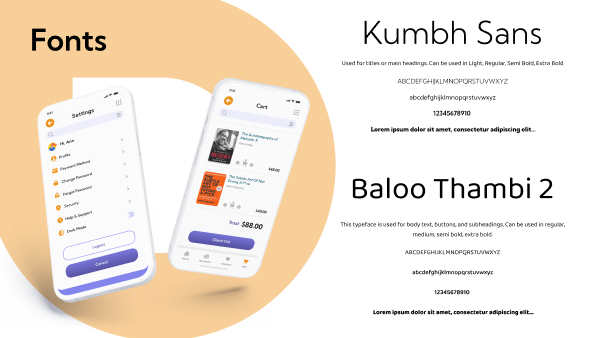 Fonts
Settings
Hi, Ann
Profile
Payment Method
Change Password
Forgot Password
Security
Help & Support
Dark Mode
Logout
Cancel
Cart
The Autobiography of
Malcolm X
$48.00
The Subtle Art Of Not
Giving A F*ck
$40.00
Total: $88.00
Check Out
Kumbh Sans
Used for titles or main headings. Can be used in Light, Regular, Semi Bold, Extra Bold
ABCDEFGHIJKLMNOPQRSTUVWXYZ
abcdefghijklmnopqrstuvwxyz
12345678910
Lorem ipsum dolor sit amet, consectetur adipiscing elit...
Baloo Thambi 2
This typeface is used for body text, buttons, and subheadings. Can be used in regular,
medium, semi bold, extra bold.
ABCDEFGHIJKLMNOPQRSTUVWXYZ
abcdefghijklmnopqrstuvwxyz
12345678910
Lorem ipsum dolor sit amet, consectetur adipiscing elit...